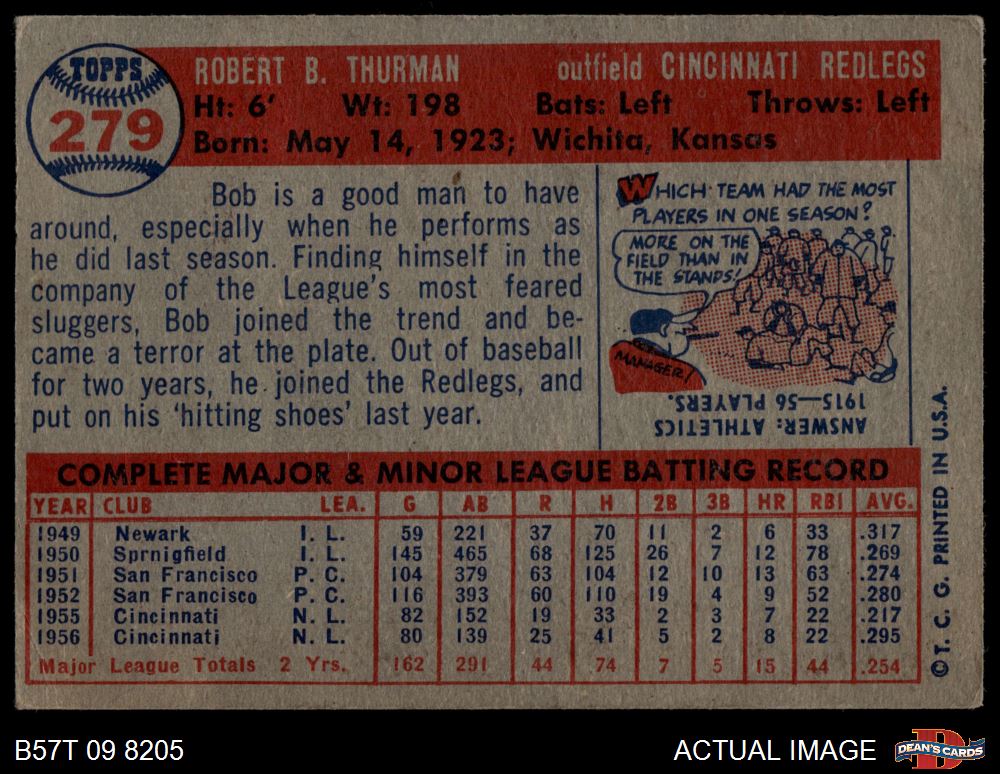 TOPPS
279
ROBERT B. THURMAN outfield CINCINNATI REDLEGS
Ht: 6' Wt: 198 Bats: Left Throws: Left
Born: May 14, 1923; Wichita, Kansas
Bob is a good man to have
around, especially when he performs as
he did last season. Finding himself in the
company of the League's most feared
sluggers, Bob joined the trend and be-
came a terror at the plate. Out of baseball
for two years, he joined the Redlegs, and
put on his 'hitting shoes' last year.
WHICH TEAM HAD THE MOST
PLAYERS IN ONE SEASON?
MORE ON THE
FIELD THAN IN
THE STANDS!
MANAGER!
ANSWER: ATHLETICS
1915—56 PLAYERS.
COMPLETE MAJOR & MINOR LEAGUE BATTING RECORD
YEAR CLUB LEA. G AB R H 2B 3B HR RBI AVG.
1949 Newark I. L. 59 221 37 70 11 2 6 33 .317
1950 Sprnigfield I. L. 145 465 68 125 26 7 12 78 .269
1951 San Francisco P. C. 104 379 63 104 12 10 13 63 .274
1952 San Francisco P. C. 116 393 60 110 19 4 9 52 .280
1955 Cincinnati N. L. 82 152 19 33 2 3 7 22 .217
1956 Cincinnati N. L. 80 139 25 41 5 2 8 22 .295
Major League Totals 2 Yrs. 162 291 44 74 7 5 15 44 .254
© T. C. G. PRINTED IN U.S.A.
B57T 09 8205 ACTUAL IMAGE
D
DEAN'S CARDS